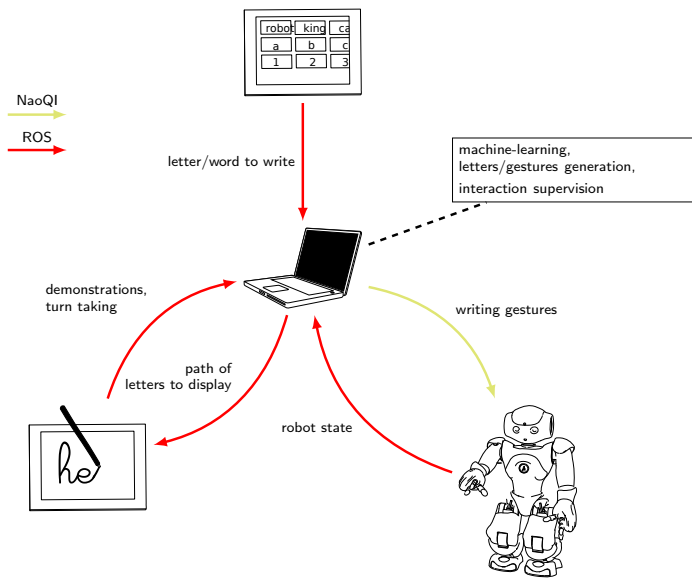 robot king ca
a b c
1 2 3
NaoQI
ROS
letter/word to write
machine-learning,
letters/gestures generation,
interaction supervision
demonstrations,
turn taking
writing gestures
path of
letters to display
robot state
he